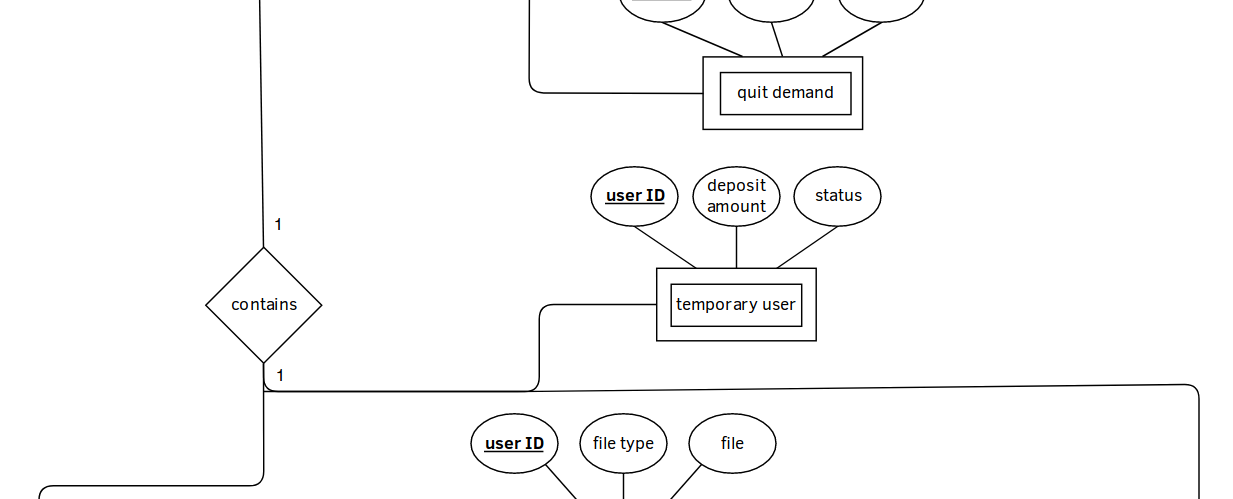 quit demand
user ID
deposit
amount
status
1
contains
temporary user
1
user ID
file type
file